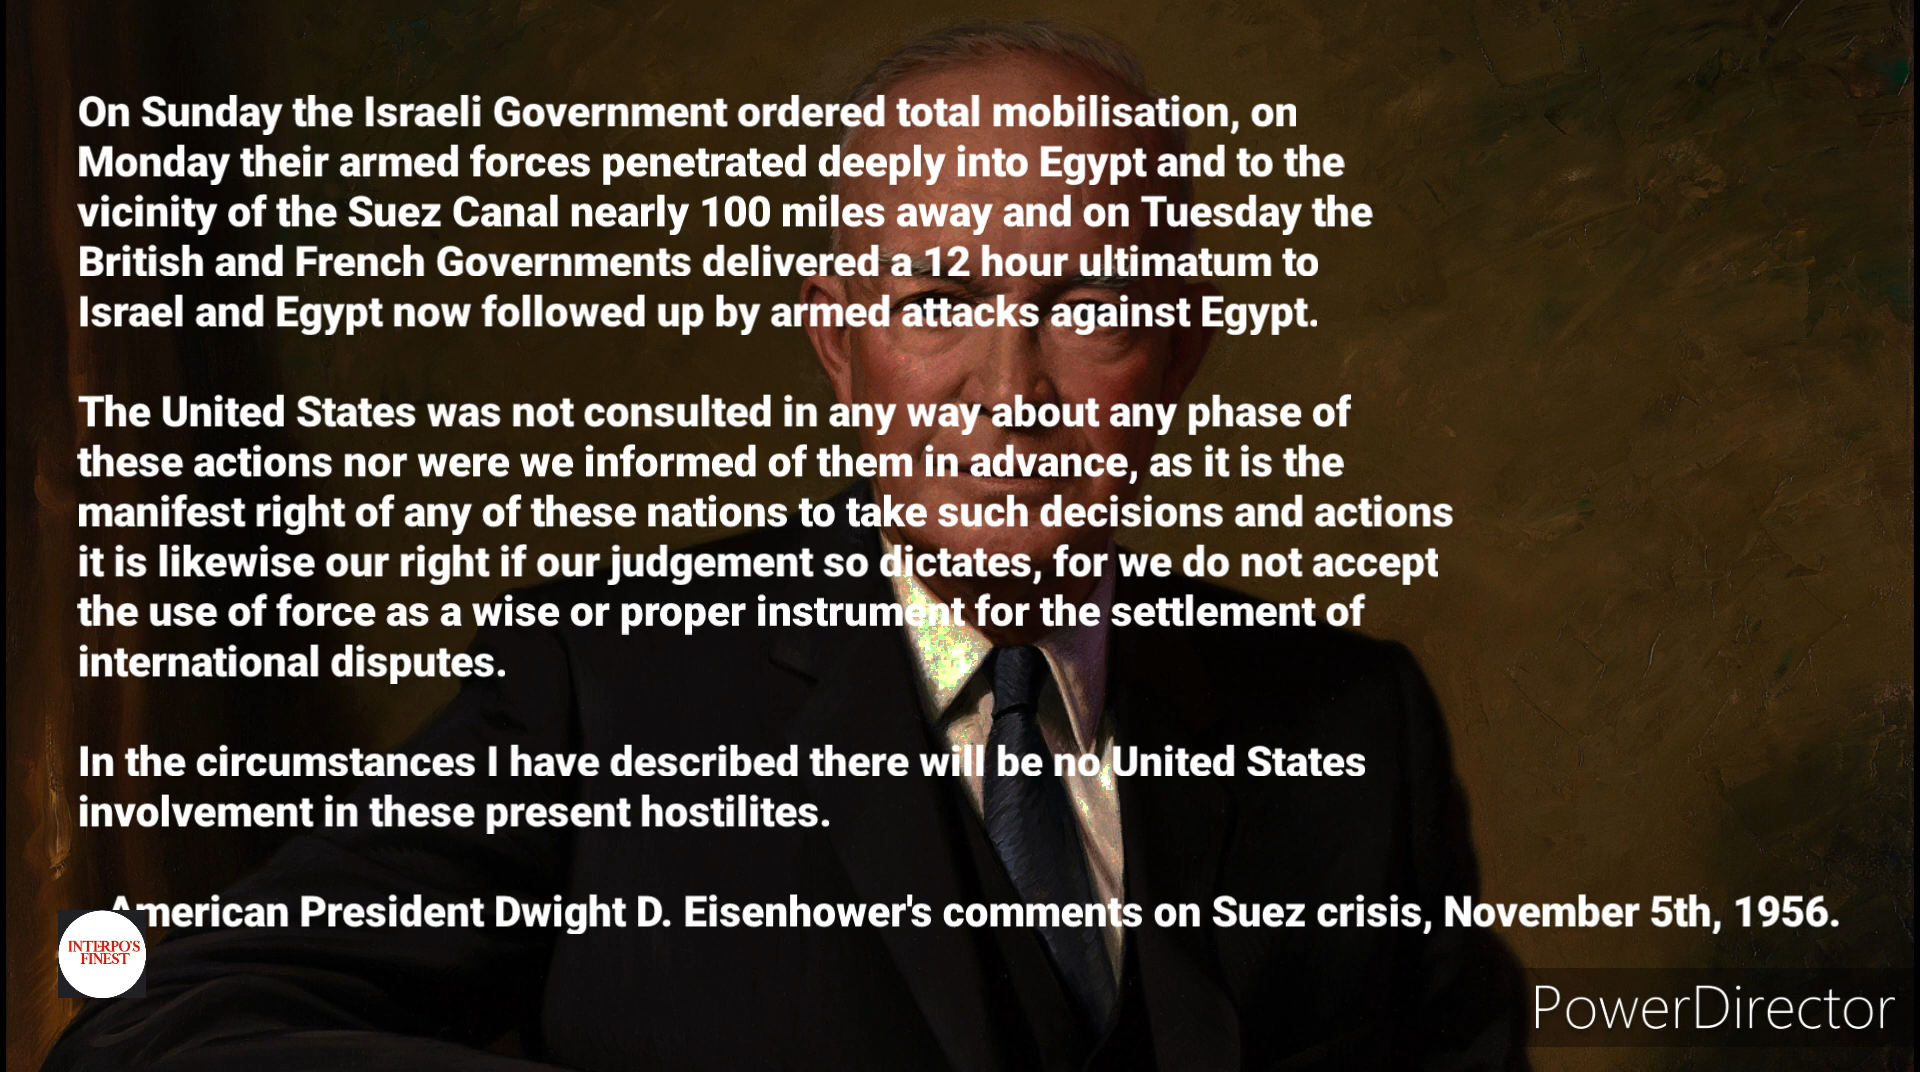 On Sunday the Israeli Government ordered total mobilisation, on
Monday their armed forces penetrated deeply into Egypt and to the
vicinity of the Suez Canal nearly 100 miles away and on Tuesday the
British and French Governments delivered a 12 hour ultimatum to
Israel and Egypt now followed up by armed attacks against Egypt.
The United States was not consulted in any way about any phase of
these actions nor were we informed of them in advance, as it is the
manifest right of any of these nations to take such decisions and actions
it is likewise our right if our judgement so dictates, for we do not accept
the use of force as a wise or proper instrument for the settlement of
international disputes.
In the circumstances I have described there will be no United States
involvement in these present hostilites.
American President Dwight D. Eisenhower's comments on Suez crisis, November 5th, 1956.
INTERPO'S
FINEST
PowerDirector